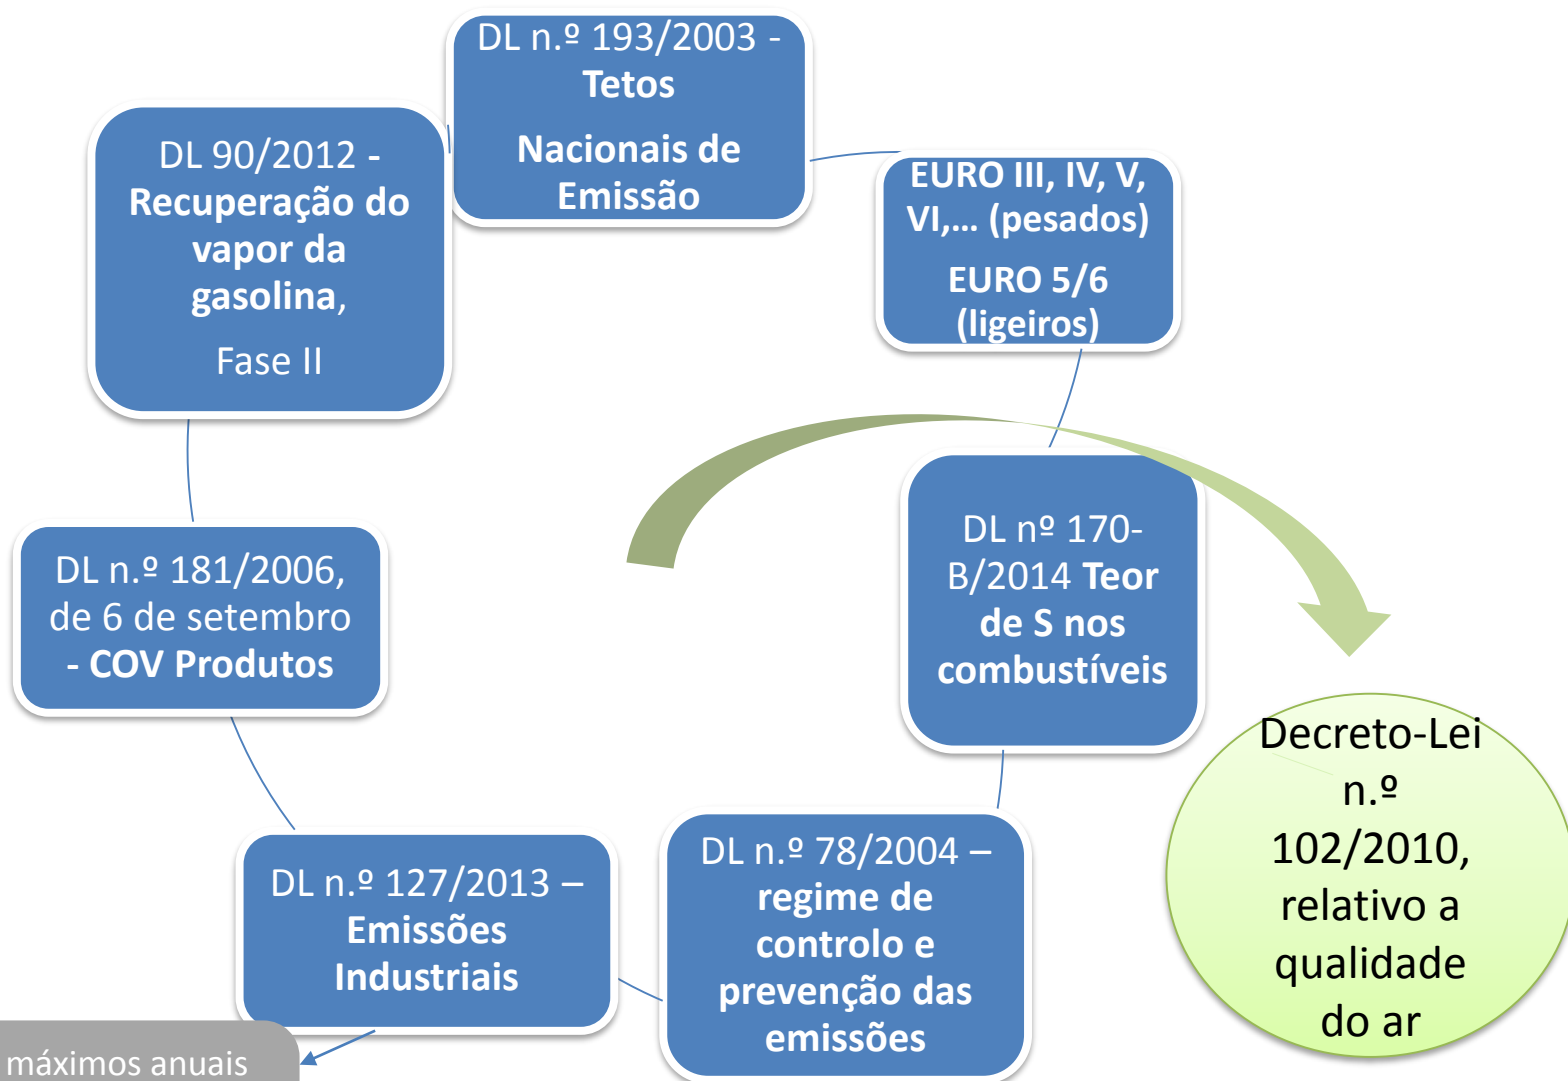 DL n.º 193/2003 -
Tetos
Nacionais de
Emissão
DL 90/2012 -
Recuperação do
vapor da
gasolina,
Fase II
EURO III, IV, V,
VI,... (pesados)
EURO 5/6
(ligeiros)
DL nº 170-
B/2014 Teor
de S nos
combustíveis
DL n.º 181/2006,
de 6 de setembro
- COV Produtos
Decreto-Lei
n.º
102/2010,
relativo a
qualidade
do ar
DL n.º 127/2013 –
Emissões
Industriais
DL n.º 78/2004 –
regime de
controlo e
prevenção das
emissões
máximos anuais